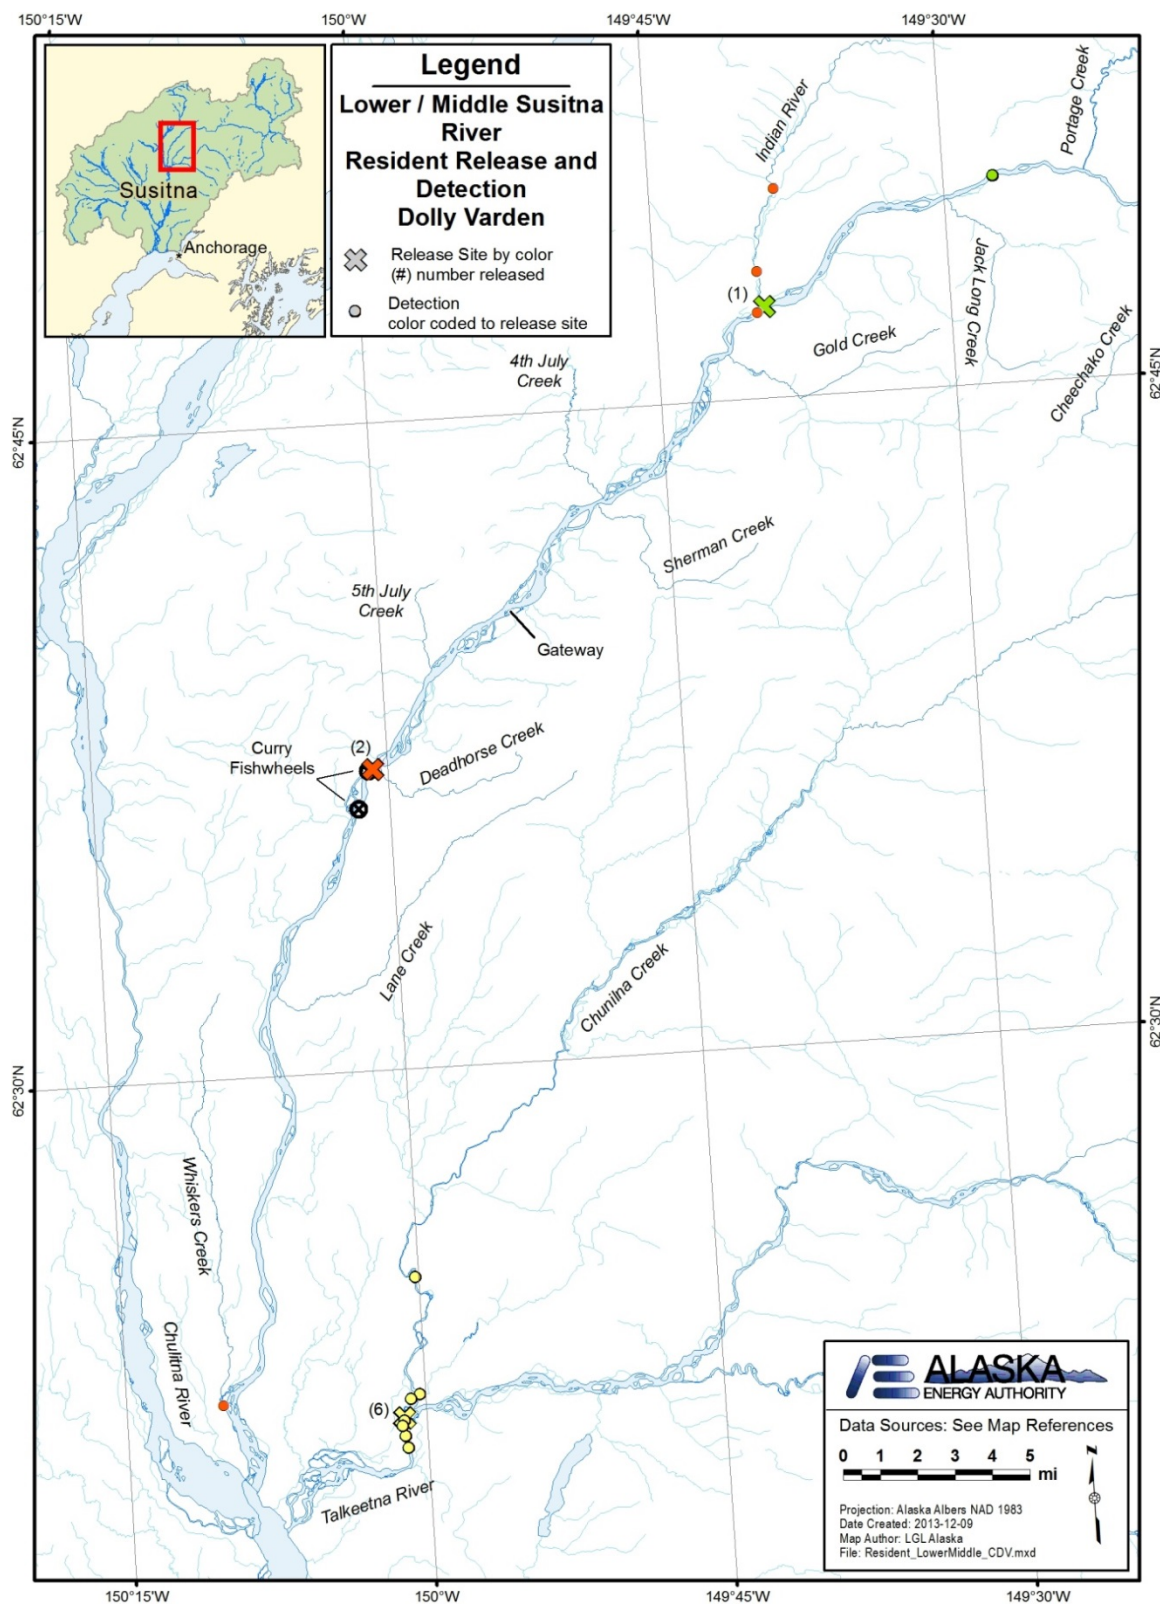 150°15'W
150°0'W
149°45'W
149°30'W
Susitna
Anchorage
Legend
Lower / Middle Susitna
River
Resident Release and
Detection
Dolly Varden
Release Site by color
(#) number released
Detection
color coded to release site
Indian River
Portage Creek
(1)
Jack Long Creek
Gold Creek
Cheechako Creek
4th July
Creek
62°45'N
62°45'N
Sherman Creek
5th July
Creek
Gateway
(2)
Curry
Fishwheels
Deadhorse Creek
Lane Creek
Chunilna Creek
62°30'N
62°30'N
Whiskers Creek
Chulitna River
(6)
Talkeetna River
ALASKA
ENERGY AUTHORITY
Data Sources: See Map References
0 1 2 3 4 5
mi
N
Projection: Alaska Albers NAD 1983
Date Created: 2013-12-09
Map Author: LGL Alaska
File: Resident_LowerMiddle_CDV.mxd
150°15'W
150°0'W
149°45'W
149°30'W